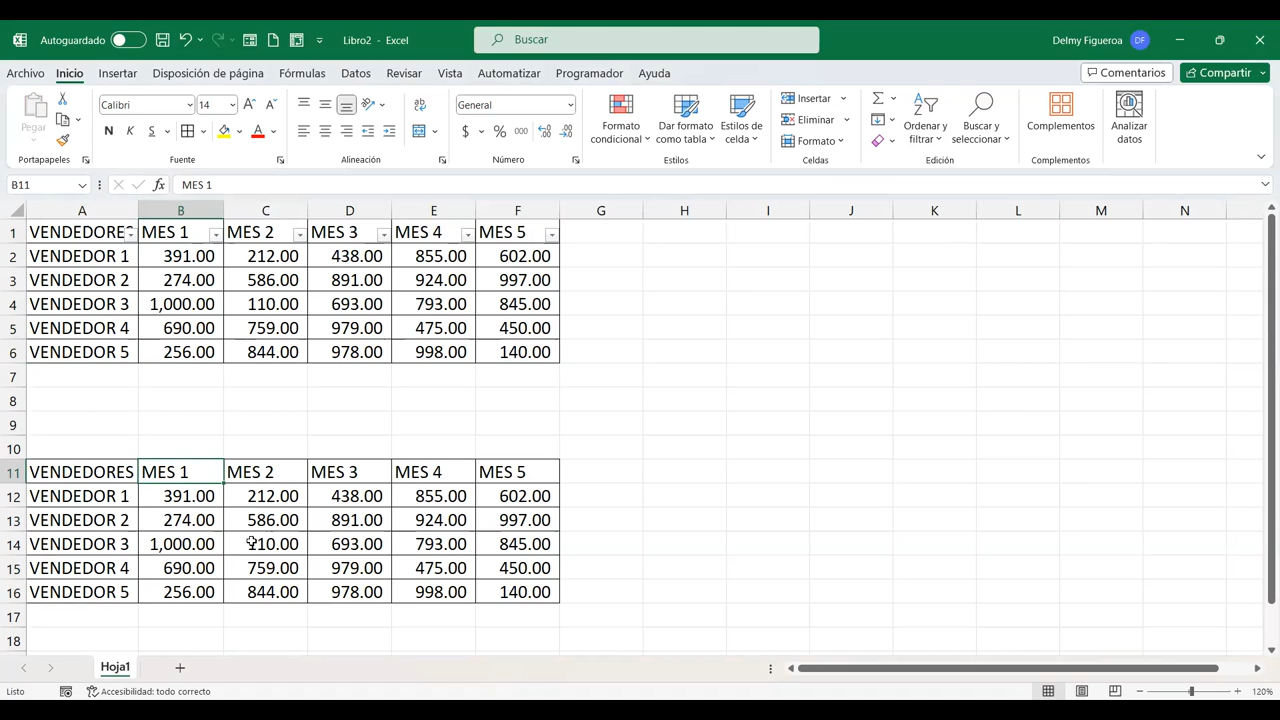 Autoguardado Libro2 - Excel Buscar Delmy Figueroa DF
Archivo Inicio Insertar Disposición de página Fórmulas Datos Revisar Vista Automatizar Programador Ayuda Comentarios Compartir
Pegar Calibri 14 General Insertar
N K S $ % 000 Formato condicional Dar formato como tabla Estilos de celda Eliminar Ordenar y filtrar Buscar y seleccionar Complementos Analizar datos
Formato
Portapapeles Fuente Alineación Número Estilos Celdas Edición Complementos
B11 fx MES 1
A B C D E F G H I J K L M N
1 VENDEDORES MES 1 MES 2 MES 3 MES 4 MES 5
2 VENDEDOR 1 391.00 212.00 438.00 855.00 602.00
3 VENDEDOR 2 274.00 586.00 891.00 924.00 997.00
4 VENDEDOR 3 1,000.00 110.00 693.00 793.00 845.00
5 VENDEDOR 4 690.00 759.00 979.00 475.00 450.00
6 VENDEDOR 5 256.00 844.00 978.00 998.00 140.00
7
8
9
10
11 VENDEDORES MES 1 MES 2 MES 3 MES 4 MES 5
12 VENDEDOR 1 391.00 212.00 438.00 855.00 602.00
13 VENDEDOR 2 274.00 586.00 891.00 924.00 997.00
14 VENDEDOR 3 1,000.00 110.00 693.00 793.00 845.00
15 VENDEDOR 4 690.00 759.00 979.00 475.00 450.00
16 VENDEDOR 5 256.00 844.00 978.00 998.00 140.00
17
18
Hoja1
Listo Accesibilidad: todo correcto 120%